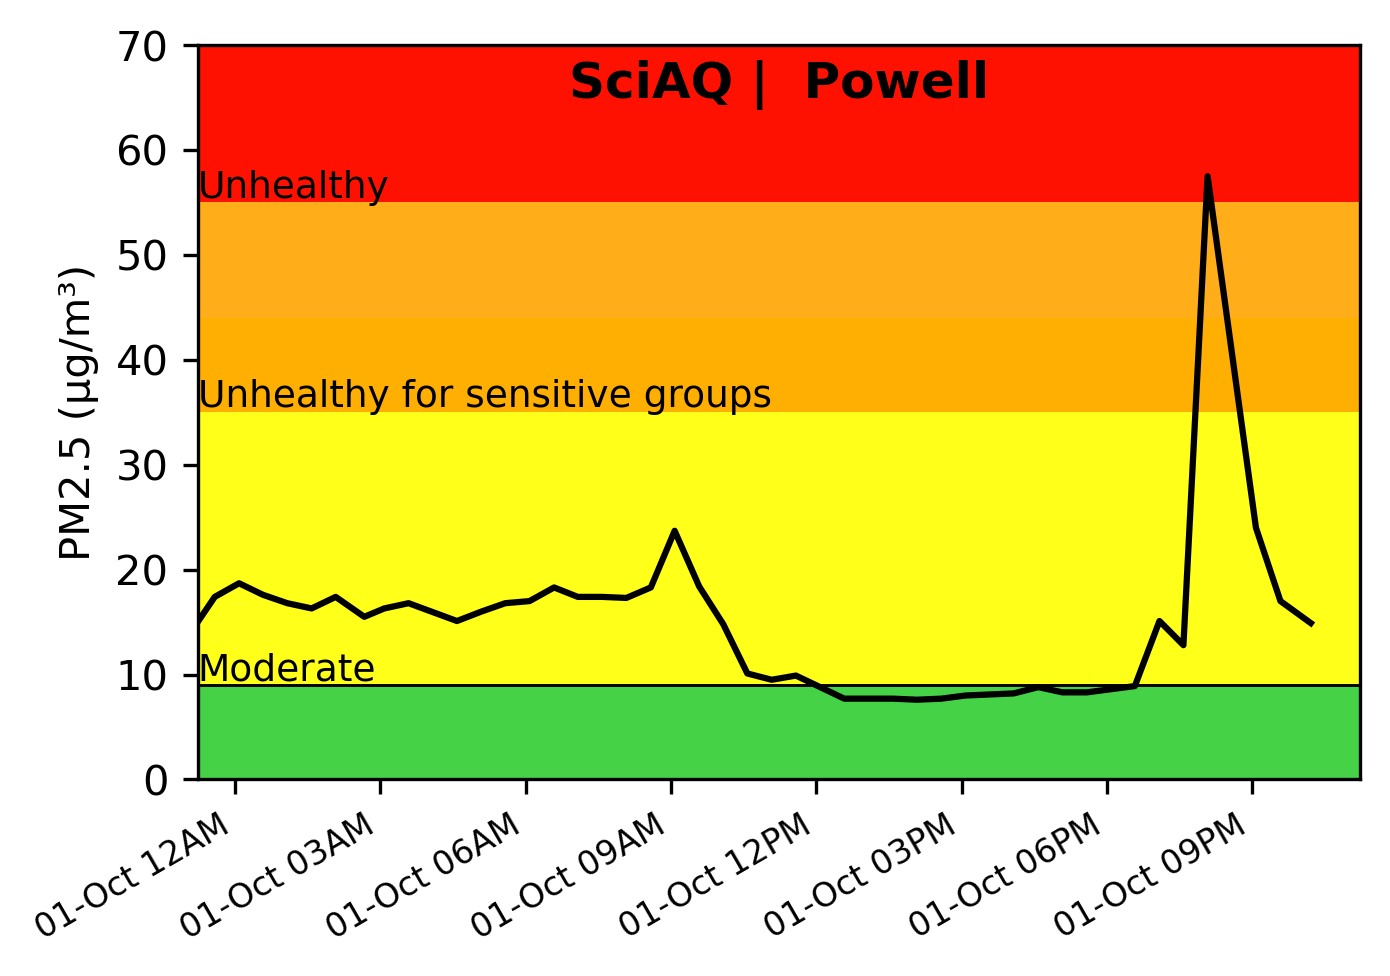 SciAQ | Powell
70
60
Unhealthy
50
40
Unhealthy for sensitive groups
30
20
Moderate
10
0
PM2.5 (µg/m³)
01-Oct 12AM
01-Oct 03AM
01-Oct 06AM
01-Oct 09AM
01-Oct 12PM
01-Oct 03PM
01-Oct 06PM
01-Oct 09PM